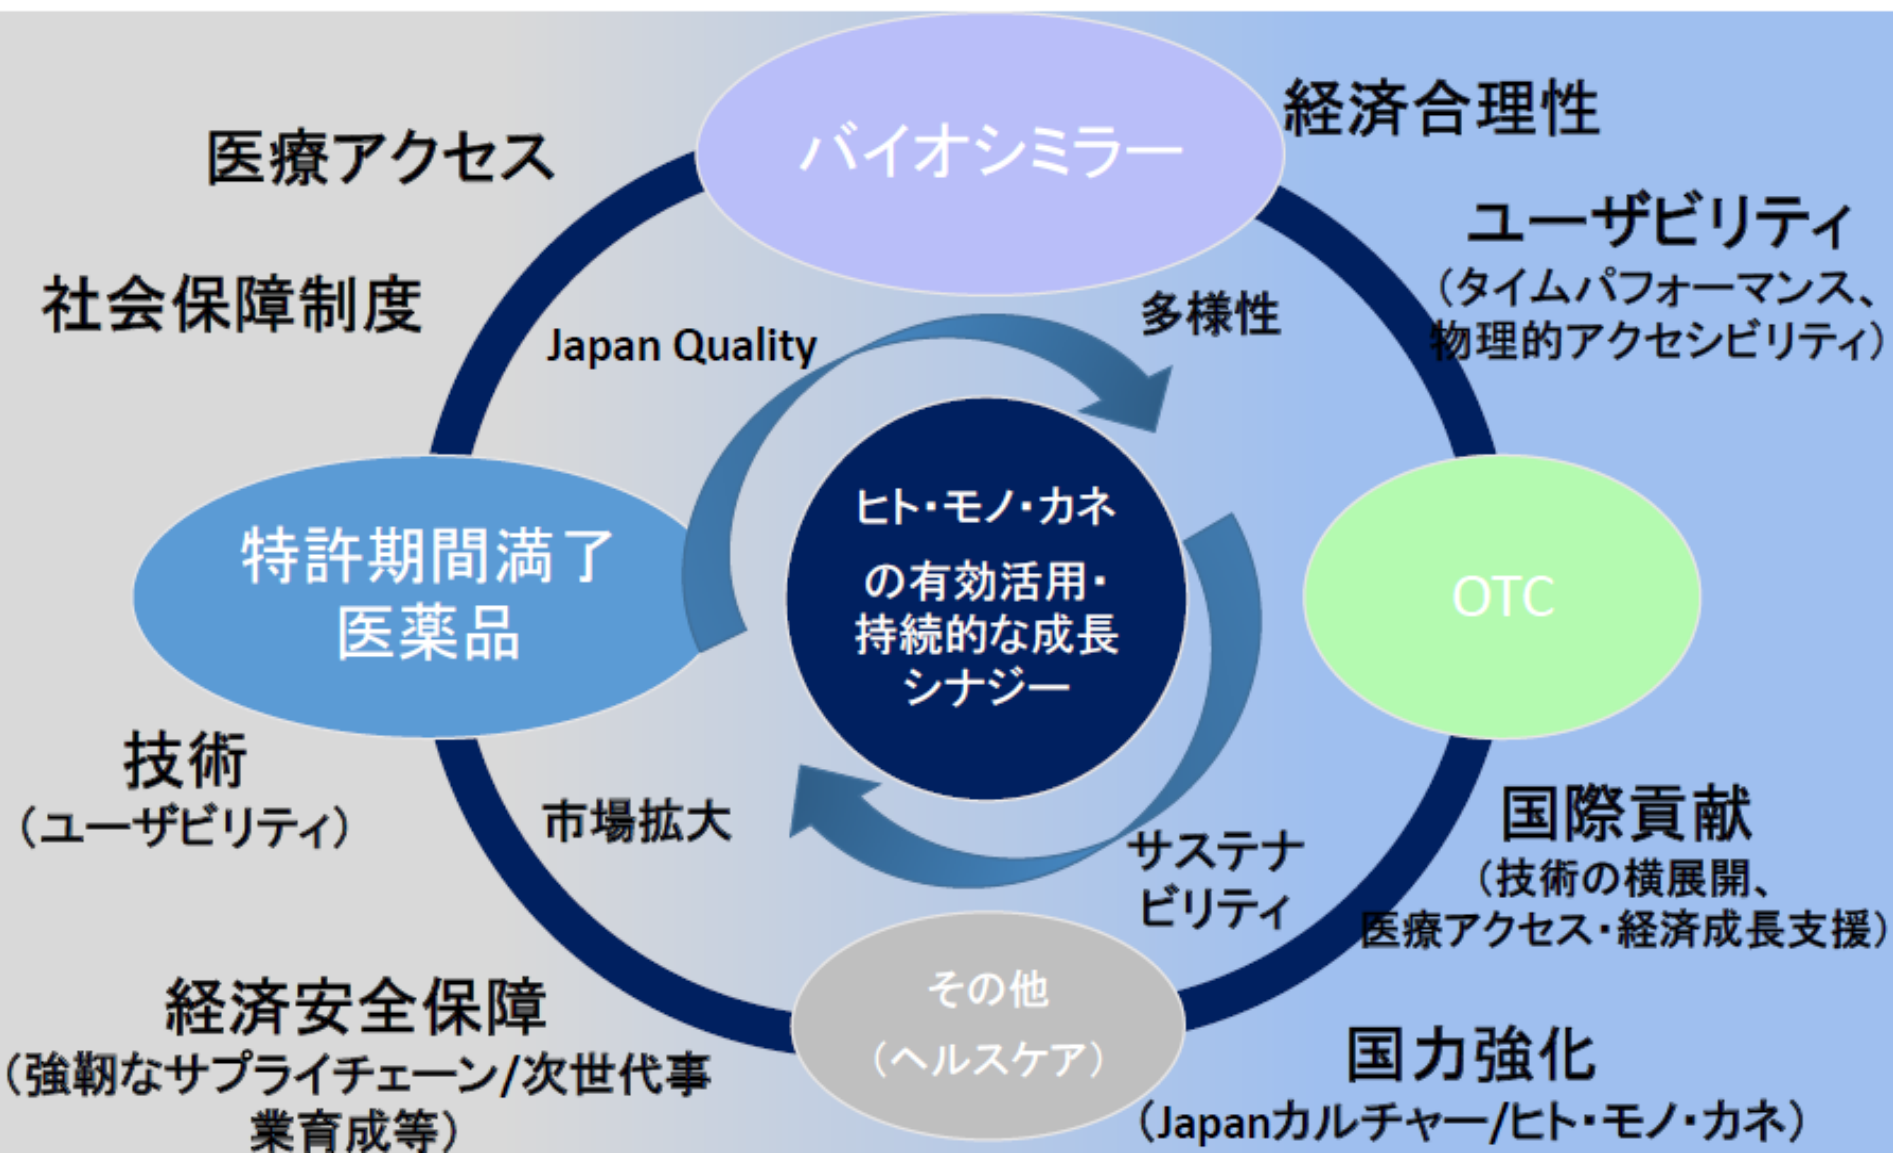 バイオシミラー
経済合理性
医療アクセス
ユーザビリティ
（タイムパフォーマンス、
物理的アクセシビリティ）
社会保障制度
Japan Quality
多様性
特許期間満了
医薬品
ヒト・モノ・カネ
の有効活用・
持続的な成長
シナジー
OTC
技術
（ユーザビリティ）
市場拡大
サステナ
ビリティ
国際貢献
（技術の横展開、
医療アクセス・経済成長支援）
経済安全保障
（強靭なサプライチェーン/次世代事
業育成等）
その他
（ヘルスケア）
国力強化
（Japanカルチャー/ヒト・モノ・カネ）